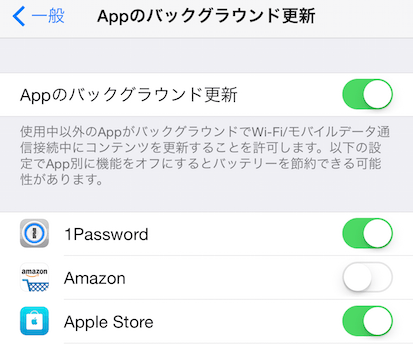 一般
Appのバックグラウンド更新
Appのバックグラウンド更新
使用中以外のAppがバックグラウンドでWi-Fi/モバイルデータ通
信接続中にコンテンツを更新することを許可します。以下の設
定でApp別に機能をオフにするとバッテリーを節約できる可能
性があります。
1Password
amazon
Amazon
Apple Store